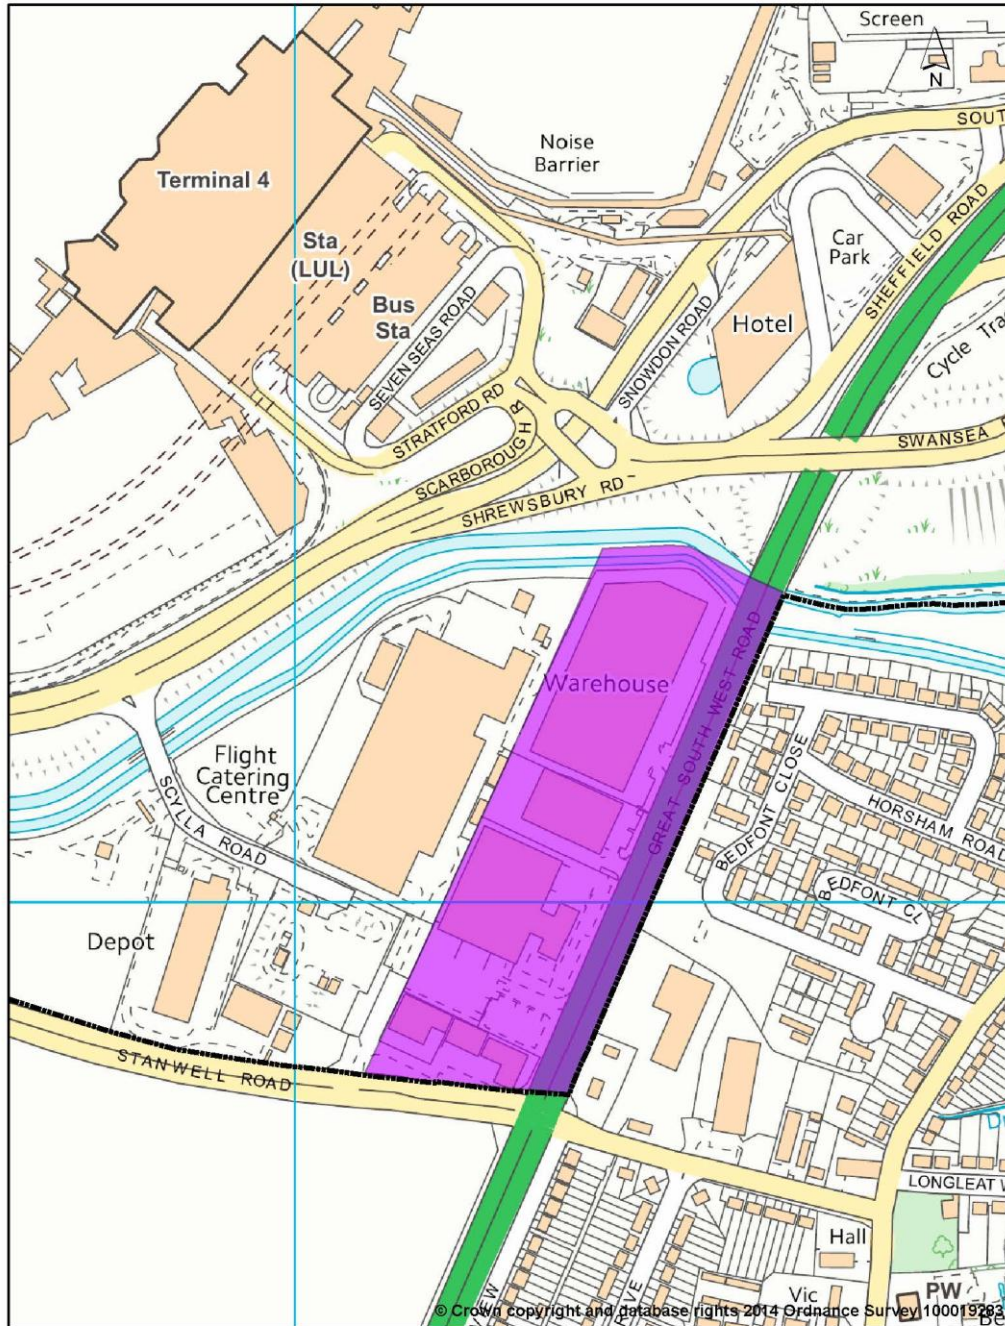 Screen
N
SOUT
Noise
Barrier
Terminal 4
SHEFFIELD ROAD
Sta
(LUL)
Car
Park
Bus
Sta
SEVEN SEAS ROAD
Hotel
SNOWDON ROAD
Cycle Tra
STRATFORD RD
SCARBOROUGH R
SWANSEA
SHREWSBURY RD
Warehouse
GREAT SOUTH WEST ROAD
Flight
Catering
Centre
SCYLLA ROAD
BEDFONT CLOSE
HORSHAM ROAD
BEDFONT CL
Depot
STANWELL ROAD
LONGLEAT W
Hall
Vic
PW
© Crown copyright and database rights 2014 Ordnance Survey 100019283